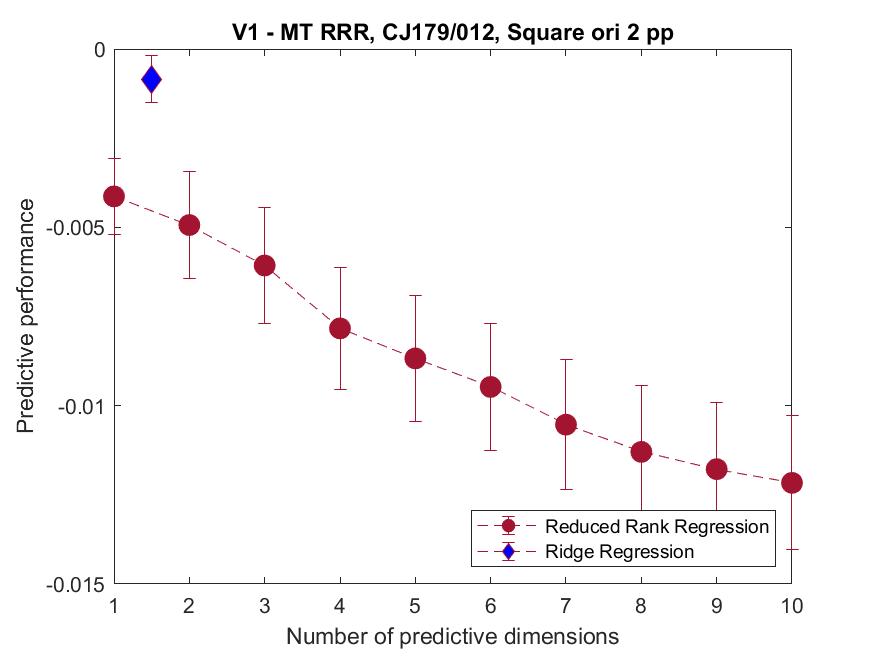 V1 - MT RRR, CJ179/012, Square ori 2 pp
0
-0.005
-0.01
-0.015
Predictive performance
1 2 3 4 5 6 7 8 9 10
Number of predictive dimensions
Reduced Rank Regression
Ridge Regression